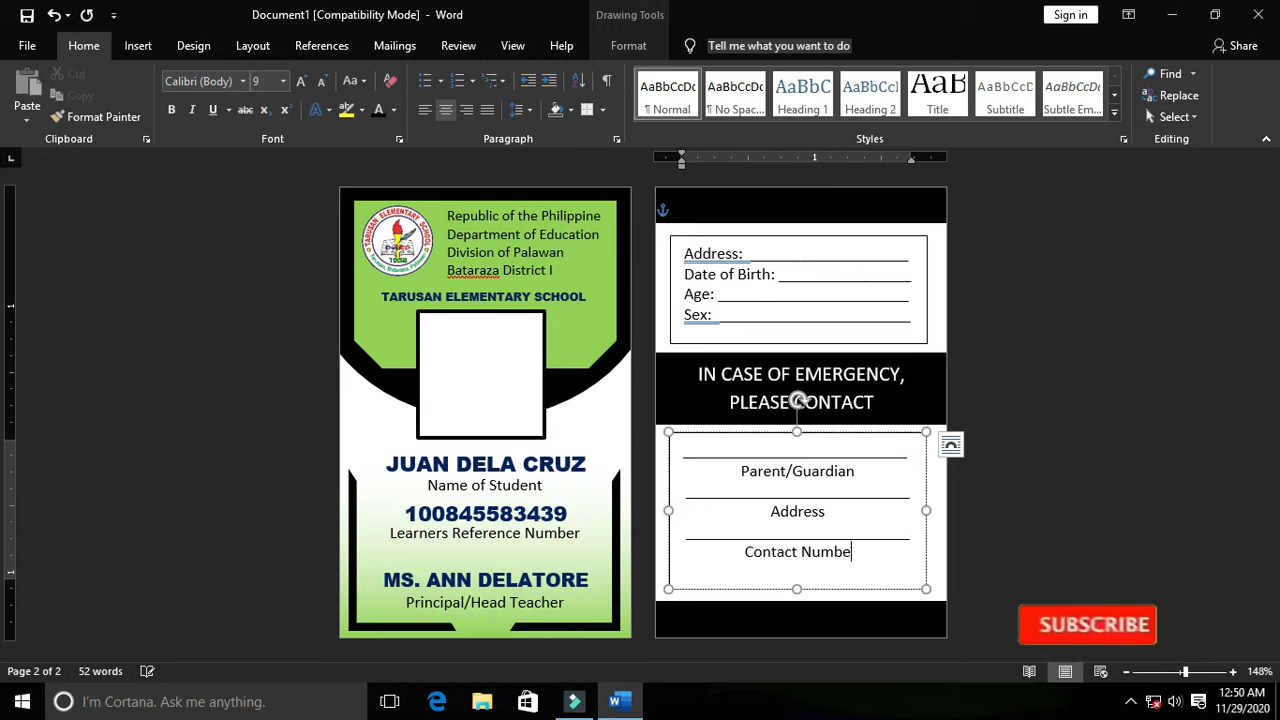 Document1 [Compatibility Mode] - Word
Drawing Tools
Sign in
File
Home
Insert
Design
Layout
References
Mailings
Review
View
Help
Format
Tell me what you want to do
Share
Paste
Cut
Copy
Format Painter
Clipboard
Calibri (Body)
9
Font
Paragraph
AaBbCcDc
¶ Normal
AaBbCcDc
¶ No Spac...
AaBbC
Heading 1
AaBbCcI
Heading 2
AaB
Title
AaBbCcD
Subtitle
AaBbCcDc
Subtle Em...
Styles
Find
Replace
Select
Editing
TARUSAN ELEMENTARY SCHOOL
Republic of the Philippine
Department of Education
Division of Palawan
Bataraza District I
TARUSAN ELEMENTARY SCHOOL
JUAN DELA CRUZ
Name of Student
100845583439
Learners Reference Number
MS. ANN DELATORE
Principal/Head Teacher
Address:
Date of Birth:
Age:
Sex:
IN CASE OF EMERGENCY,
PLEASE CONTACT
Parent/Guardian
Address
Contact Numbe
SUBSCRIBE
Page 2 of 2
52 words
148%
I'm Cortana. Ask me anything.
12:50 AM
11/29/2020